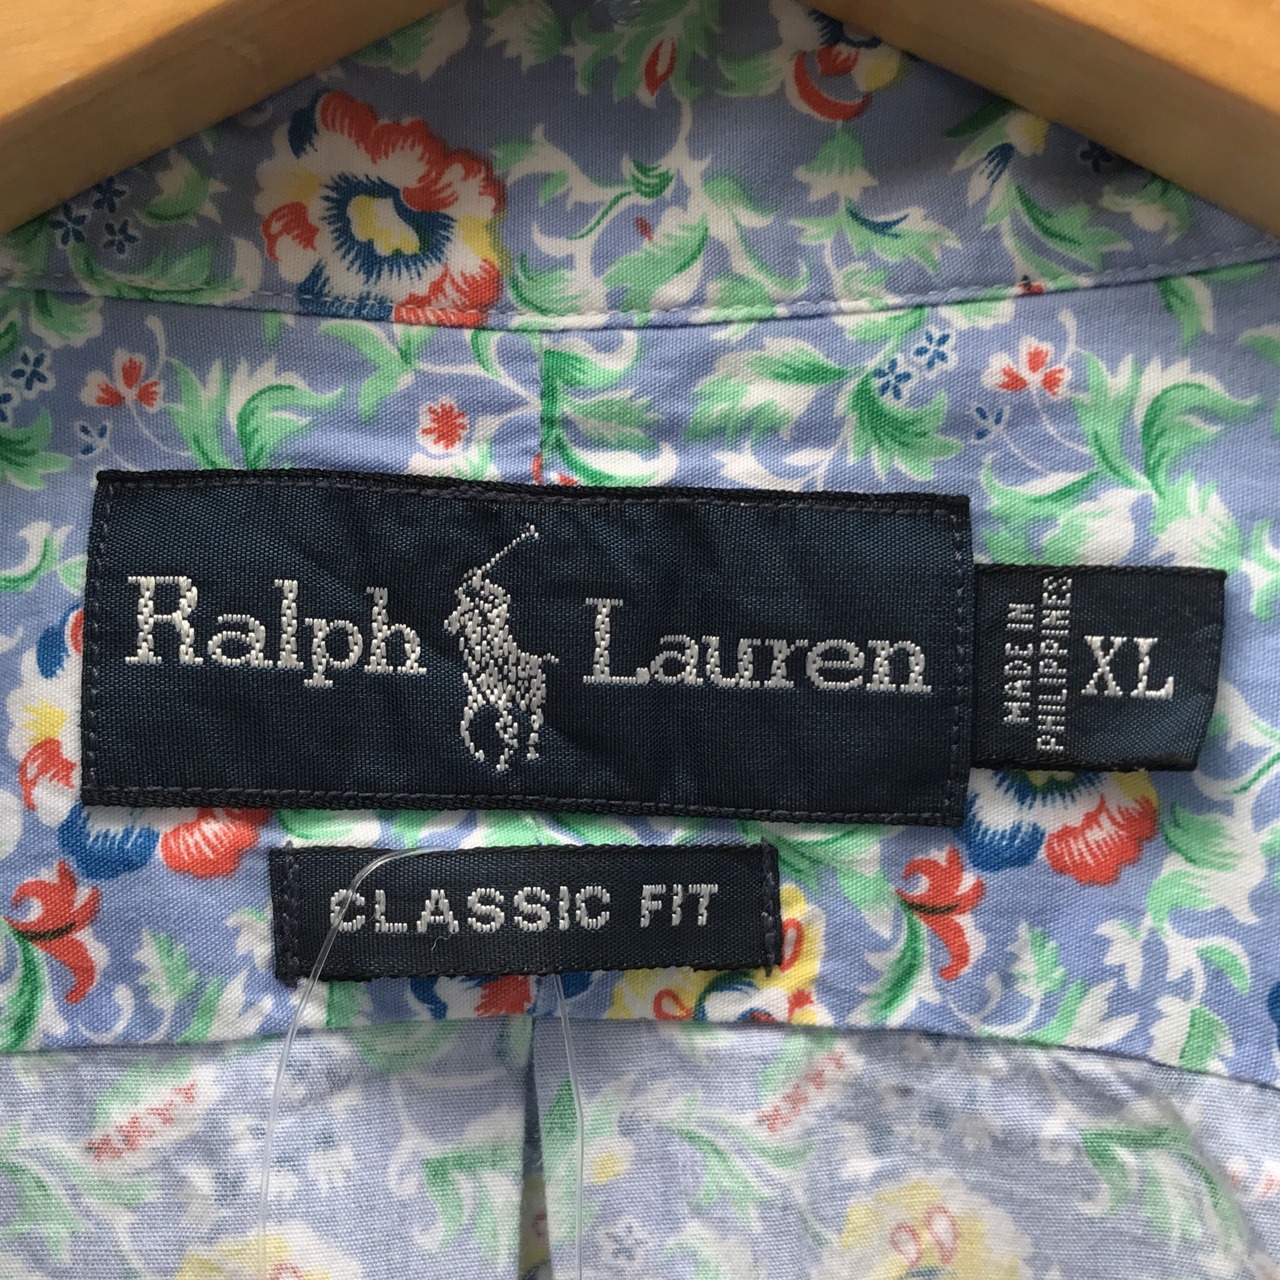 Ralph Lauren
MADE IN
PHILIPPINES
XL
CLASSIC FIT